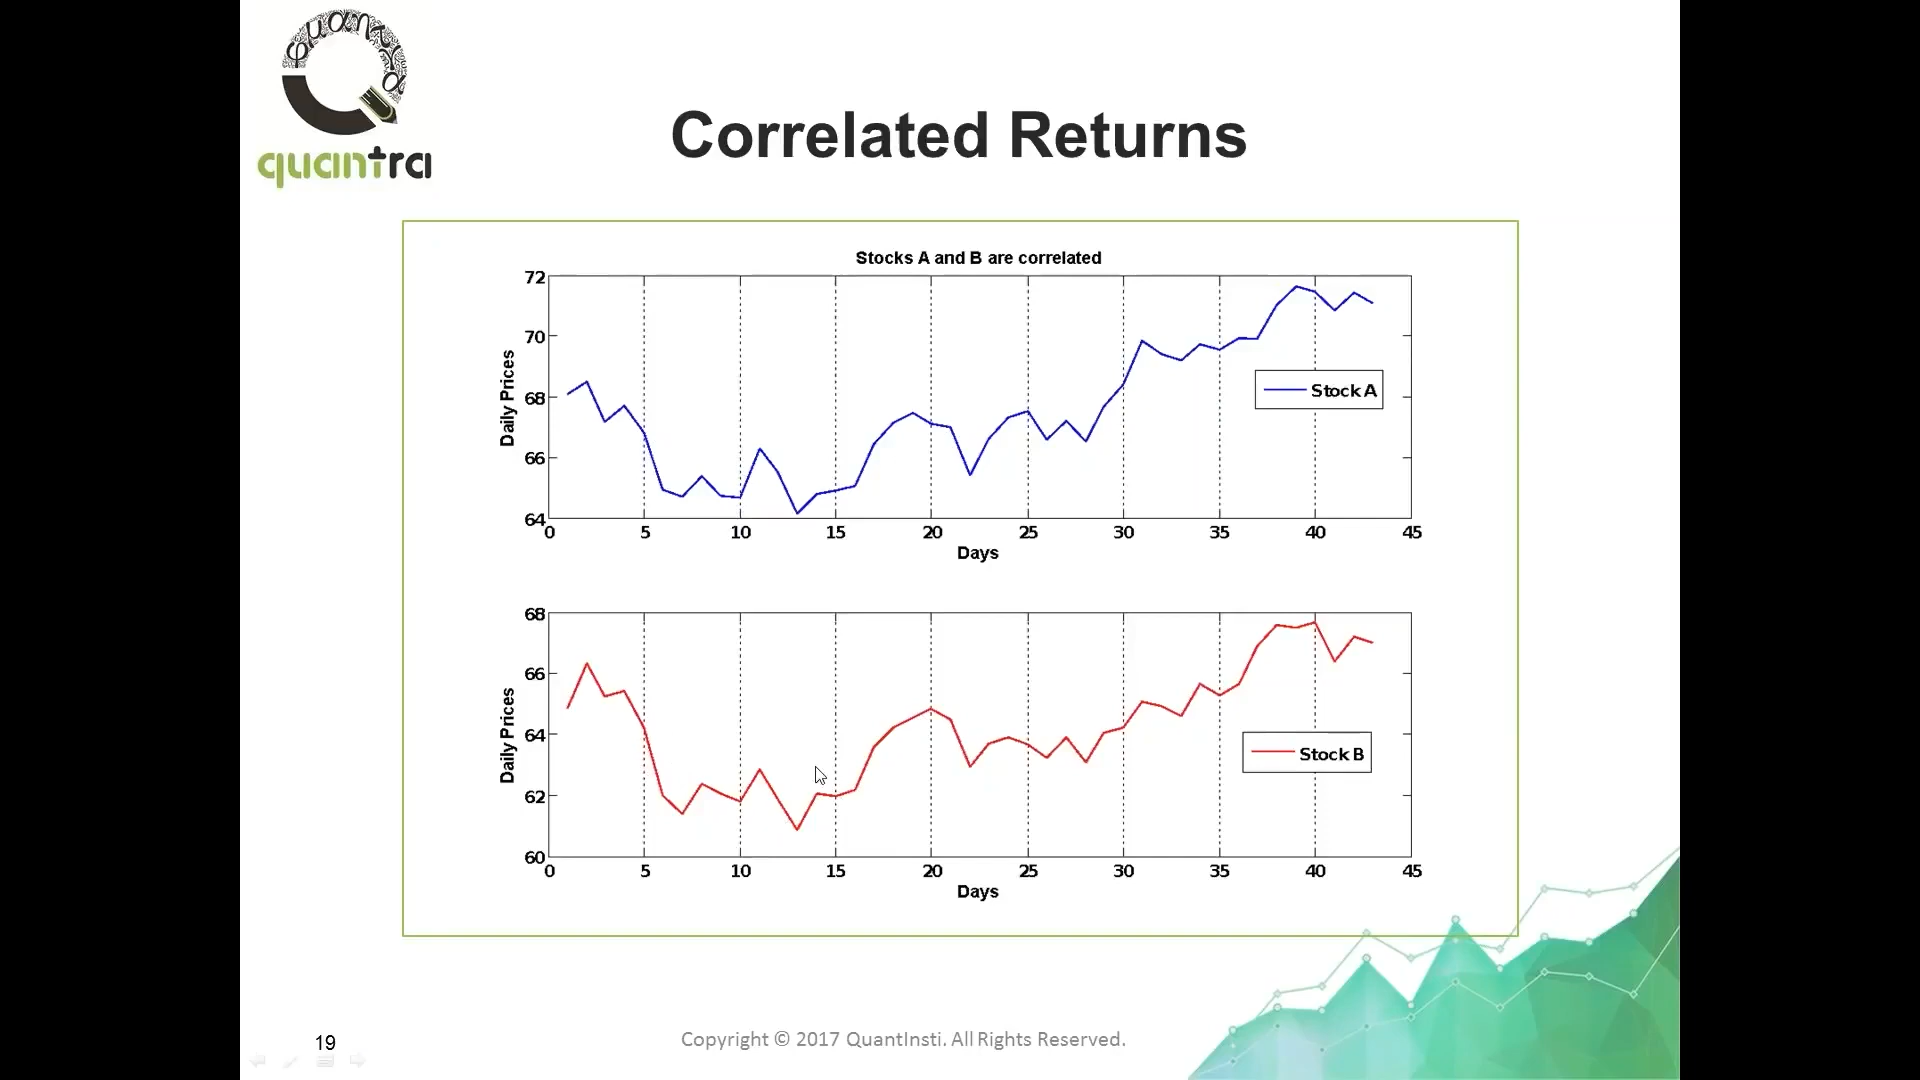 quantra
Correlated Returns
Stocks A and B are correlated
72
70
68
66
64
Daily Prices
Stock A
0 5 10 15 20 25 30 35 40 45
Days
68
66
64
62
60
Daily Prices
Stock B
0 5 10 15 20 25 30 35 40 45
Days
19
Copyright © 2017 QuantInsti. All Rights Reserved.